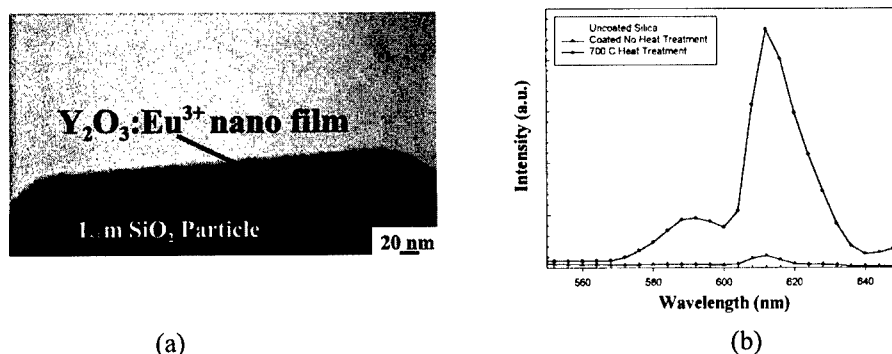 Y₂O₃:Eu³⁺ nano film
SiO₂ Particle
20 nm
(a)
Uncoated Silica
Coated No Heat Treatment
700 C Heat Treatment
Intensity (a.u.)
560 580 600 620 640
Wavelength (nm)
(b)